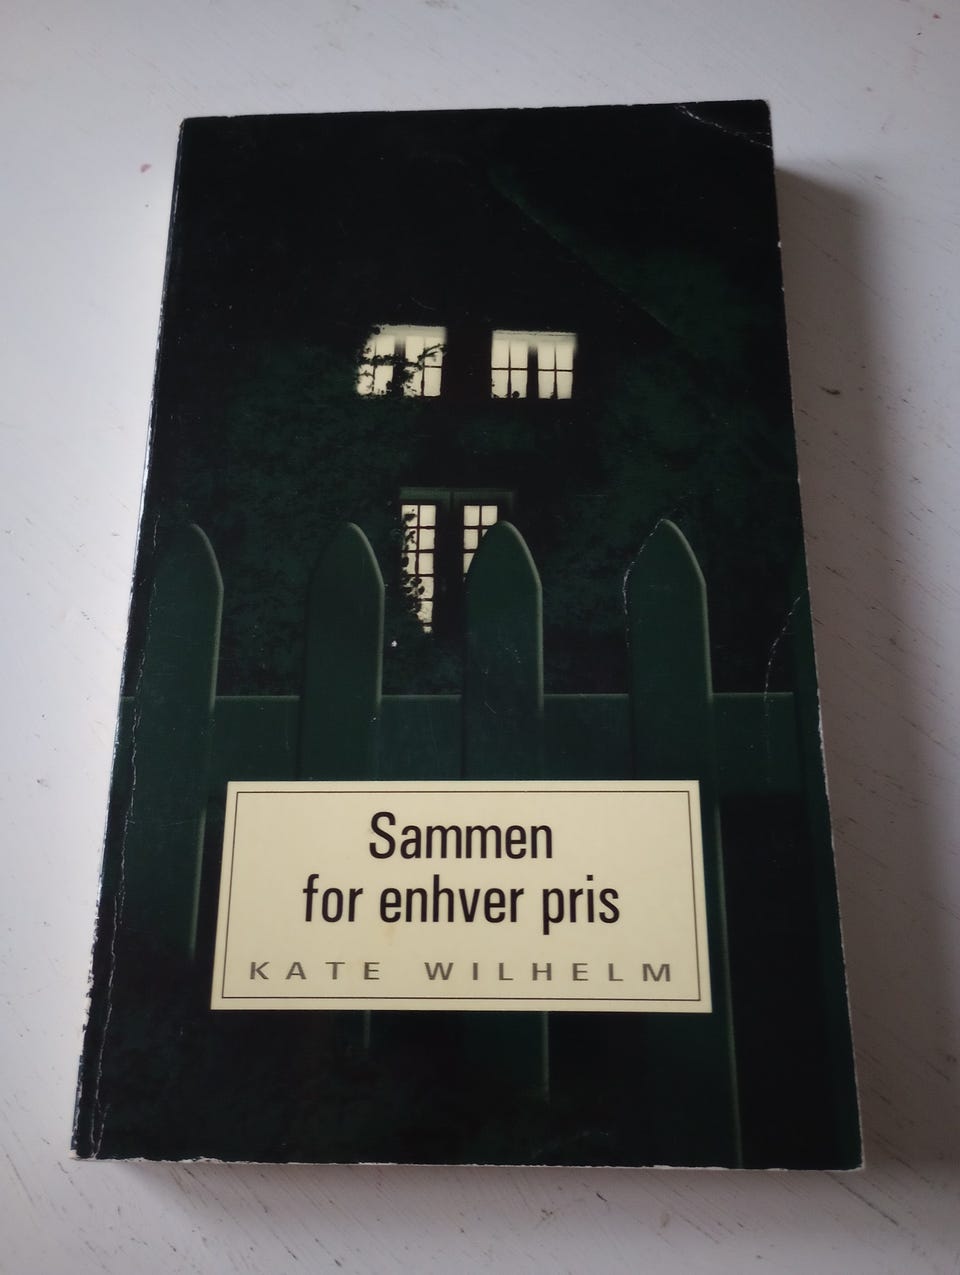 Sammen
for enhver pris
KATE WILHELM